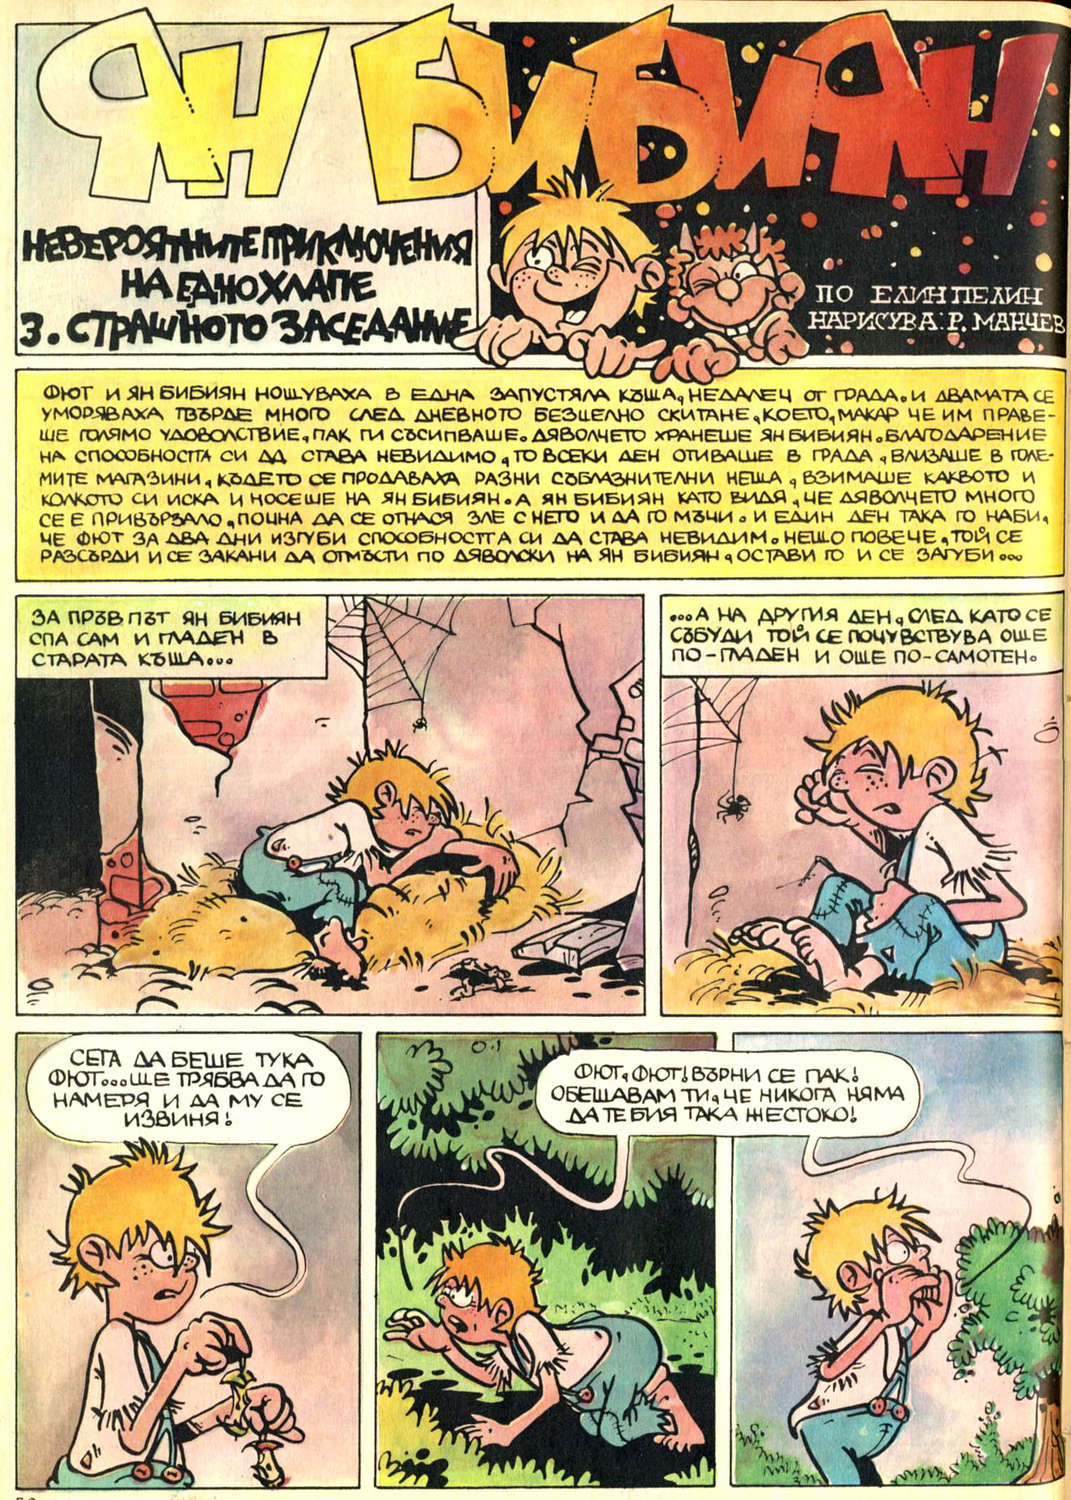 ЯН БИБИЯН
НЕВЕРОЯТНИТЕ ПРИКЛЮЧЕНИЯ
НА ЕДНО ХЛАПЕ
3. СТРАШНОТО ЗАСЕДАНИЕ
ПО ЕЛИН ПЕЛИН
НАРИСУВА: Р. МАНЧЕВ
ФЮТ И ЯН БИБИЯН НОЩУВАХА В ЕДНА ЗАПУСТЯЛА КЪЩА, НЕДАЛЕЧ ОТ ГРАДА. И ДВАМАТА СЕ
УМОРЯВАХА ТВЪРДЕ МНОГО СЛЕД ДНЕВНОТО БЕЗЦЕЛНО СКИТАНЕ, КОЕТО, МАКАР ЧЕ ИМ ПРАВЕ-
ШЕ ГОЛЯМО УДОВОЛСТВИЕ, ПАК ГИ СЪСИПВАШЕ. ДЯВОЛЧЕТО ХРАНЕШЕ ЯН БИБИЯН. БЛАГОДАРЕНИЕ
НА СПОСОБНОСТТА СИ ДА СТАВА НЕВИДИМО, ТО ВСЕКИ ДЕН ОТИВАШЕ В ГРАДА, ВЛИЗАШЕ В ГОЛЕ-
МИТЕ МАГАЗИНИ, КЪДЕТО СЕ ПРОДАВАХА РАЗНИ СЪБЛАЗНИТЕЛНИ НЕЩА, ВЗИМАШЕ КАКВОТО И
КОЛКОТО СИ ИСКА И НОСЕШЕ НА ЯН БИБИЯН. А ЯН БИБИЯН КАТО ВИДЯ, ЧЕ ДЯВОЛЧЕТО МНОГО
СЕ Е ПРИВЪРЗАЛО, ПОЧНА ДА СЕ ОТНАСЯ ЗЛЕ С НЕГО И ДА ГО МЪЧИ. И ЕДИН ДЕН ТАКА ГО НАБИ,
ЧЕ ФЮТ ЗА ДВА ДНИ ИЗГУБИ СПОСОБНОСТТА СИ ДА СТАВА НЕВИДИМ. НЕЩО ПОВЕЧЕ, ТОЙ СЕ
РАЗСЪРДИ И СЕ ЗАКАНИ ДА ОТМЪСТИ ПО ДЯВОЛСКИ НА ЯН БИБИЯН, ОСТАВИ ГО И СЕ ЗАГУБИ...
ЗА ПРЪВ ПЪТ ЯН БИБИЯН
СПА САМ И ГЛАДЕН В
СТАРАТА КЪЩА...
...А НА ДРУГИЯ ДЕН, СЛЕД КАТО СЕ
СЪБУДИ ТОЙ СЕ ПОЧУВСТВУВА ОЩЕ
ПО-ГЛАДЕН И ОЩЕ ПО-САМОТЕН.
СЕГА ДА БЕШЕ ТУКА
ФЮТ...ЩЕ ТРЯБВА ДА ГО
НАМЕРЯ И ДА МУ СЕ
ИЗВИНЯ!
ФЮТ, ФЮТ! ВЪРНИ СЕ ПАК!
ОБЕЩАВАМ ТИ, ЧЕ НИКОГА НЯМА
ДА ТЕ БИЯ ТАКА ЖЕСТОКО!